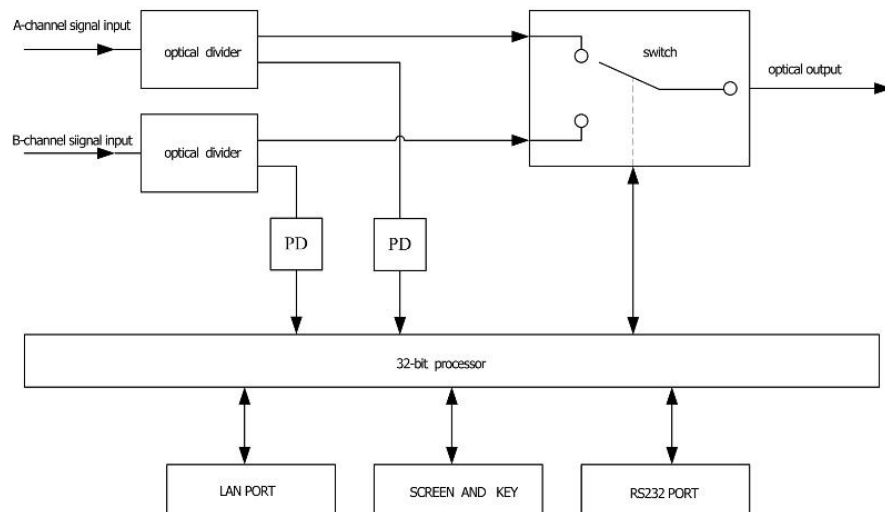 A-channel signal input
optical divider
switch
optical output
B-channel siignal input
optical divider
PD
PD
32-bit processor
LAN PORT
SCREEN AND KEY
RS232 PORT